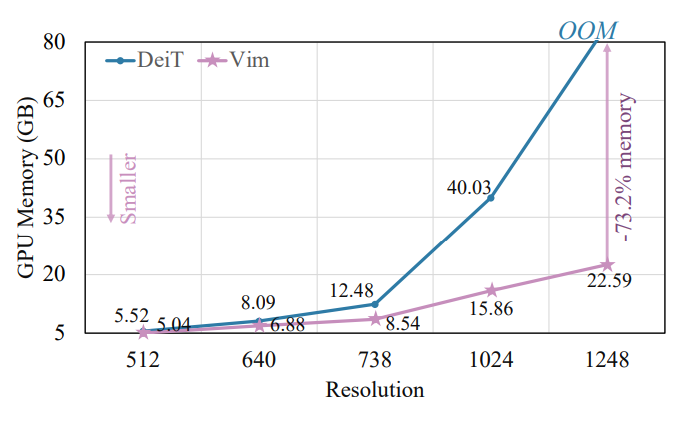 OOM
80
DeiT
Vim
65
50
35
20
5
GPU Memory (GB)
Smaller
-73.2% memory
40.03
12.48
8.09
5.52
5.04
6.88
8.54
15.86
22.59
512
640
738
1024
1248
Resolution